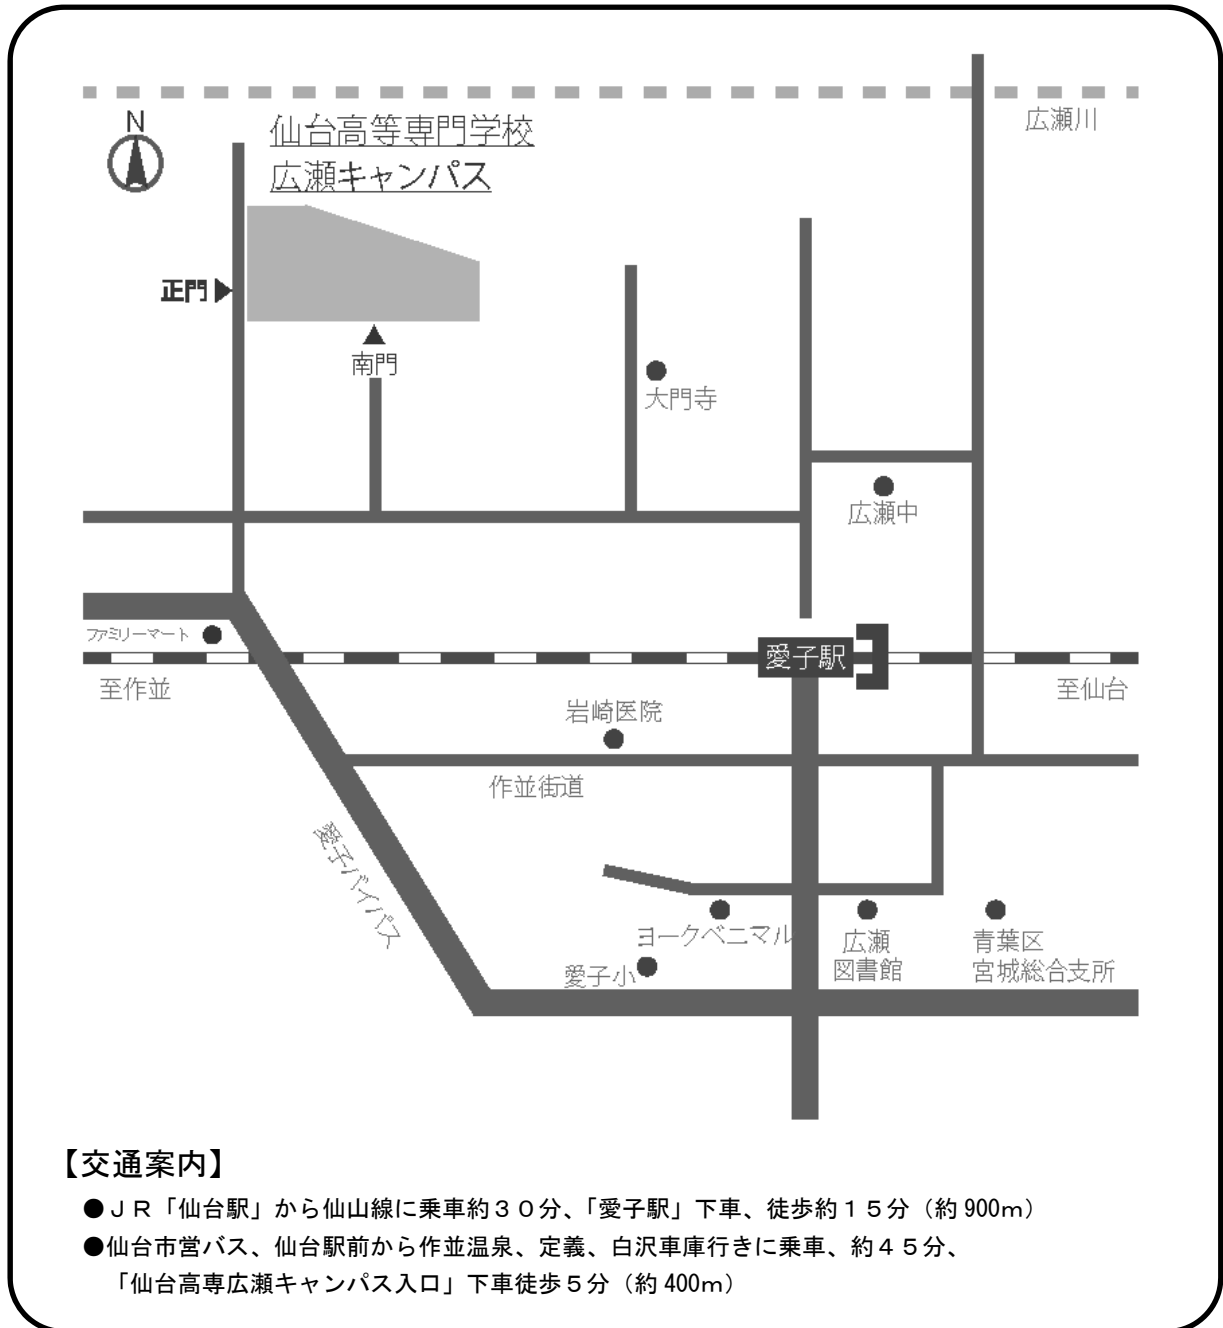 広瀬川
N
仙台高等専門学校
広瀬キャンパス
正門
南門
大門寺
広瀬中
ファミリーマート
愛子駅
至作並
至仙台
岩崎医院
作並街道
愛子バイパス
ヨークベニマル
広瀬
図書館
青葉区
宮城総合支所
愛子小
【交通案内】
●JR「仙台駅」から仙山線に乗車約30分、「愛子駅」下車、徒歩約15分（約900m）
●仙台市営バス、仙台駅前から作並温泉、定義、白沢車庫行きに乗車、約45分、
「仙台高専広瀬キャンパス入口」下車徒歩5分（約400m）